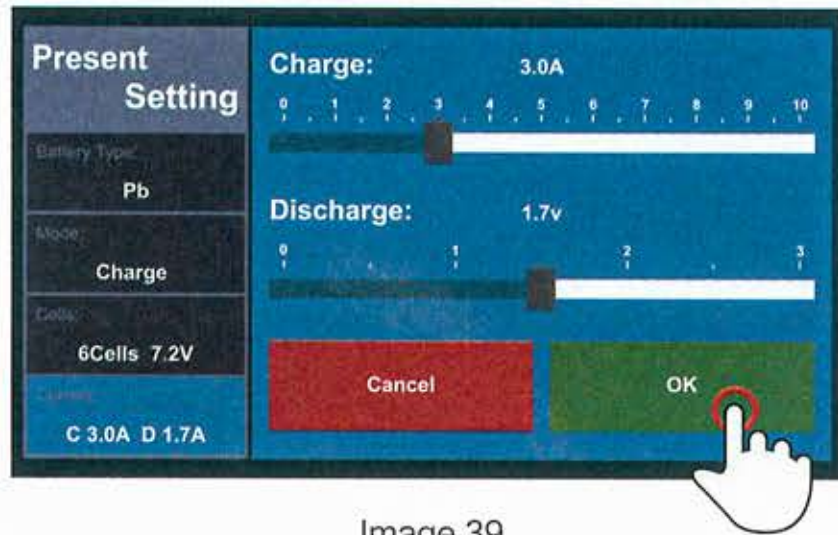 Present
Setting
Battery Type:
Pb
Mode:
Charge
Cells:
6Cells 7.2V
Current:
C 3.0A D 1.7A
Charge: 3.0A
0 1 2 3 4 5 6 7 8 9 10
Discharge: 1.7v
0 1 2 3
Cancel
OK
Image 39